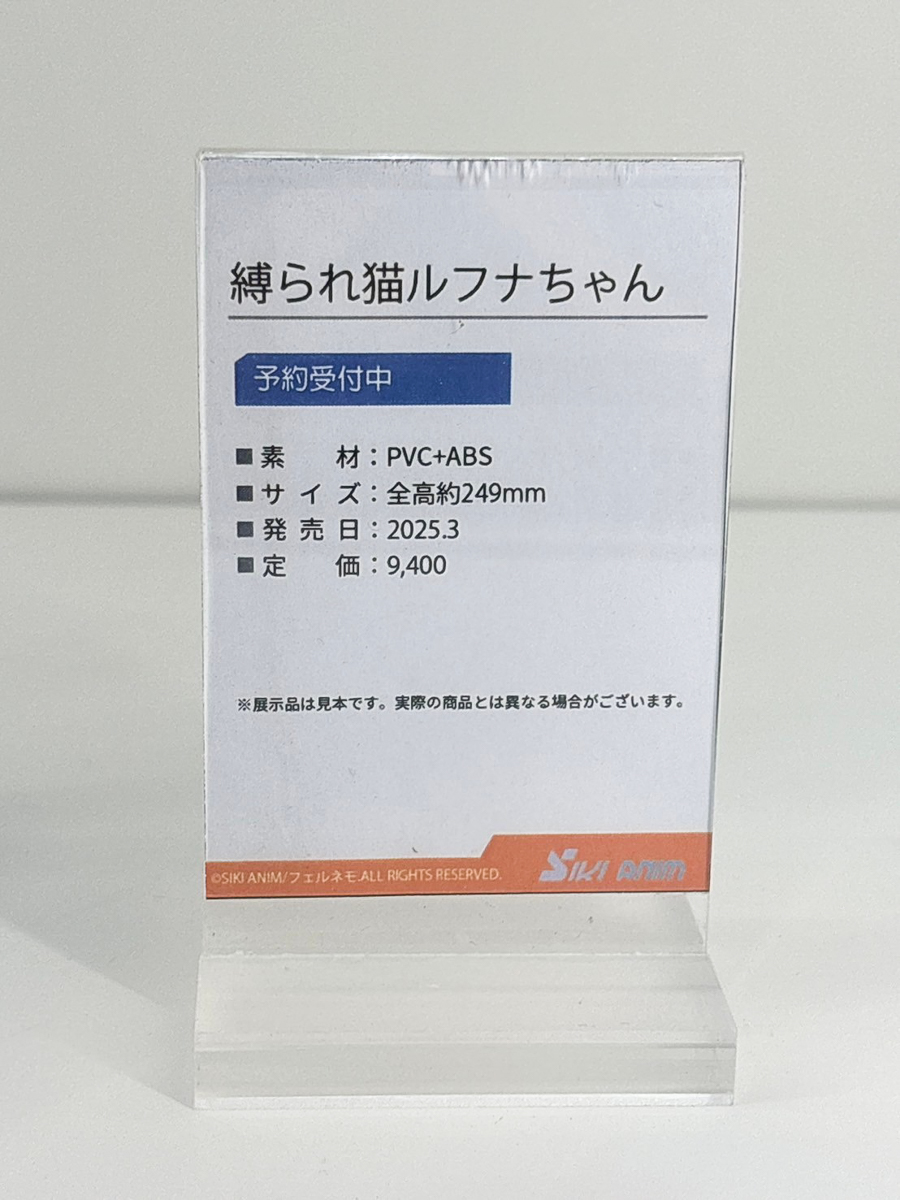 縛られ猫ルフナちゃん
予約受付中
■素　　材：PVC+ABS
■サ イ ズ：全高約249mm
■発 売 日：2025.3
■定　　価：9,400
※展示品は見本です。実際の商品とは異なる場合がございます。
©SIKI ANIM/フェルネモ.ALL RIGHTS RESERVED.
SIKI ANIM